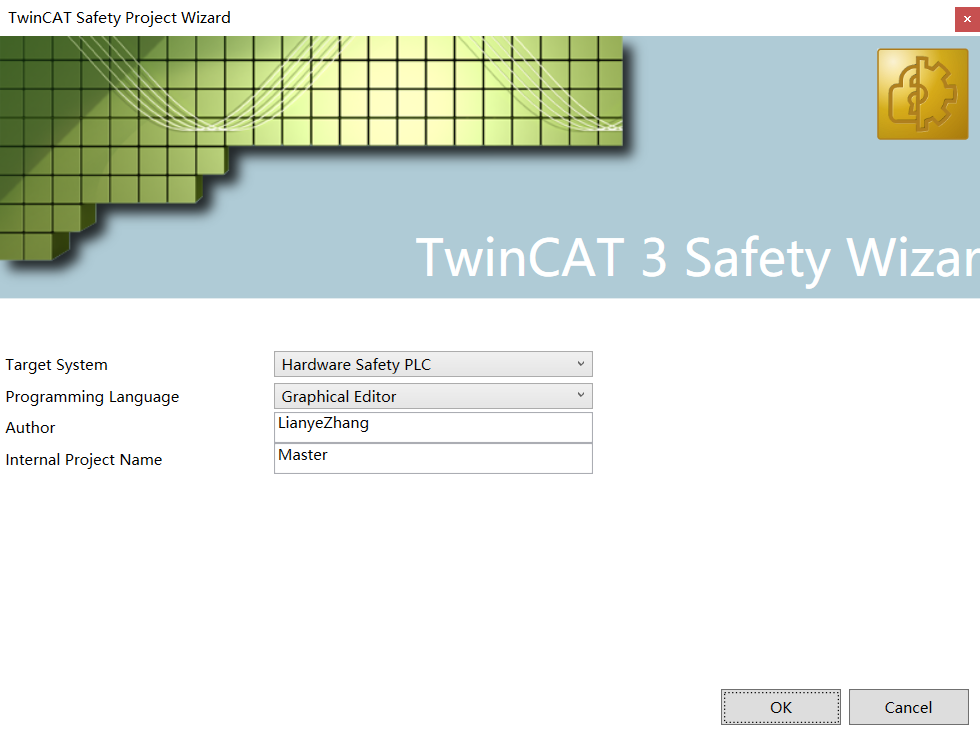 TwinCAT Safety Project Wizard
TwinCAT 3 Safety Wizar
Target System
Hardware Safety PLC
Programming Language
Graphical Editor
Author
LianyeZhang
Internal Project Name
Master
OK
Cancel